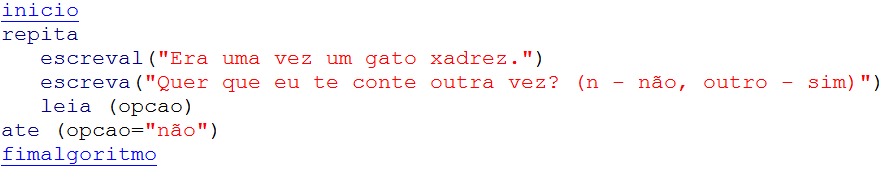 inicio
repita
   escreval("Era uma vez um gato xadrez.")
   escreva("Quer que eu te conte outra vez? (n - não, outro - sim)")
   leia (opcao)
ate (opcao="não")
fimalgoritmo